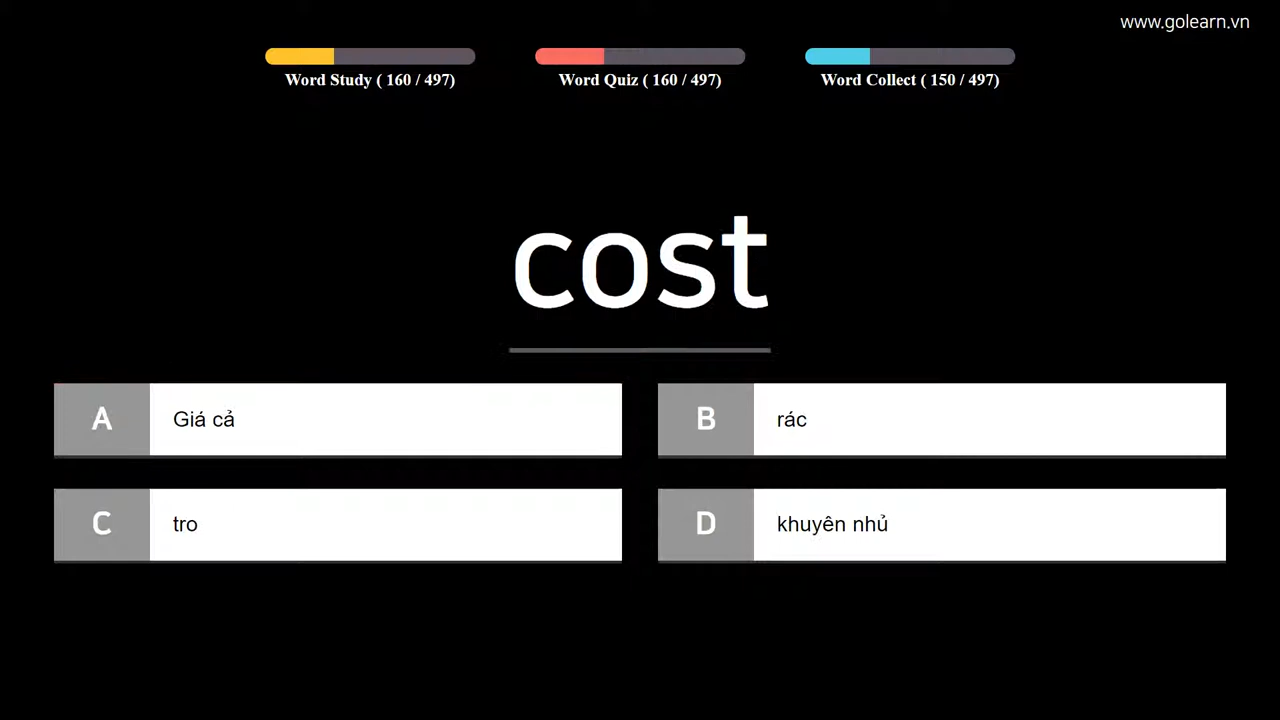 www.golearn.vn
Word Study ( 160 / 497)
Word Quiz ( 160 / 497)
Word Collect ( 150 / 497)
cost
A Giá cả
B rác
C tro
D khuyên nhủ